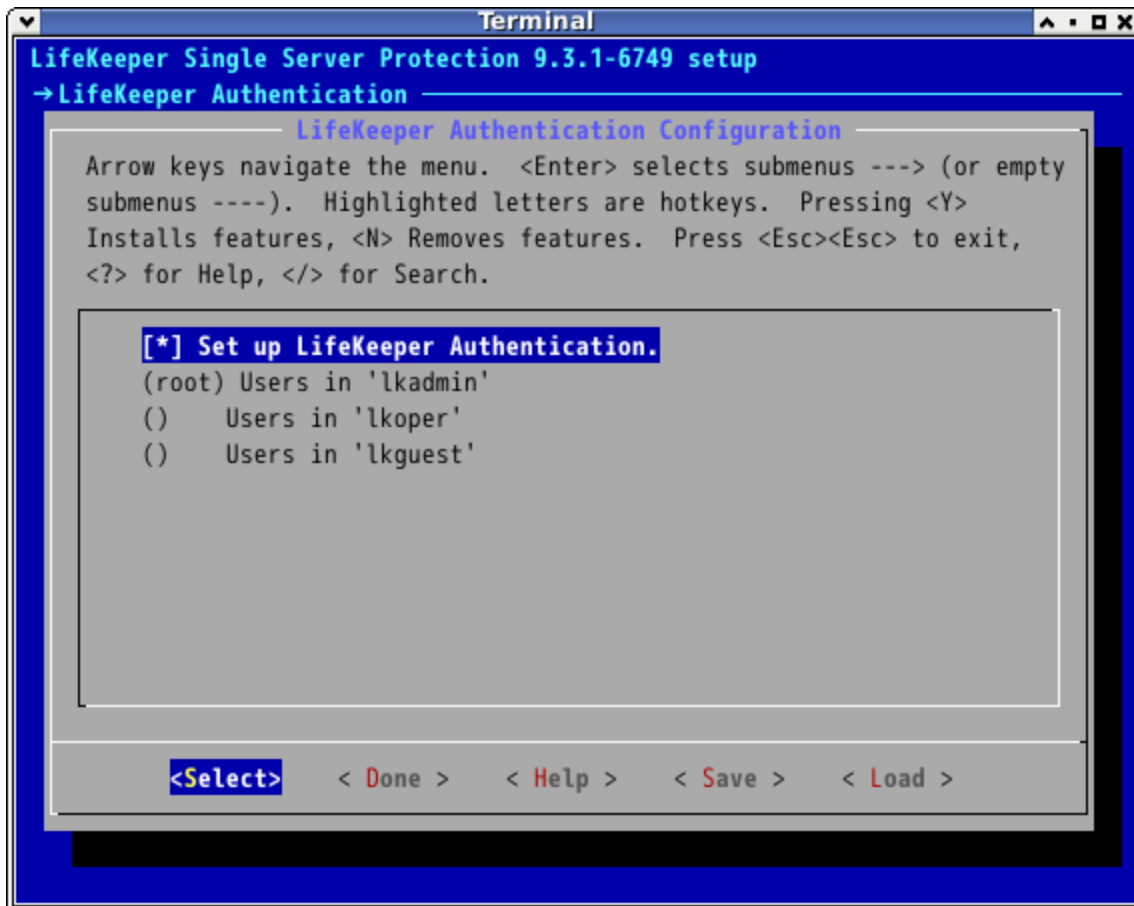 Terminal
LifeKeeper Single Server Protection 9.3.1-6749 setup
→LifeKeeper Authentication
LifeKeeper Authentication Configuration
Arrow keys navigate the menu.  <Enter> selects submenus ---> (or empty
submenus ----).  Highlighted letters are hotkeys.  Pressing <Y>
Installs features, <N> Removes features.  Press <Esc><Esc> to exit,
<?> for Help, </> for Search.
[*] Set up LifeKeeper Authentication.
(root) Users in 'lkadmin'
()    Users in 'lkoper'
()    Users in 'lkguest'
<Select>    < Done >    < Help >    < Save >    < Load >